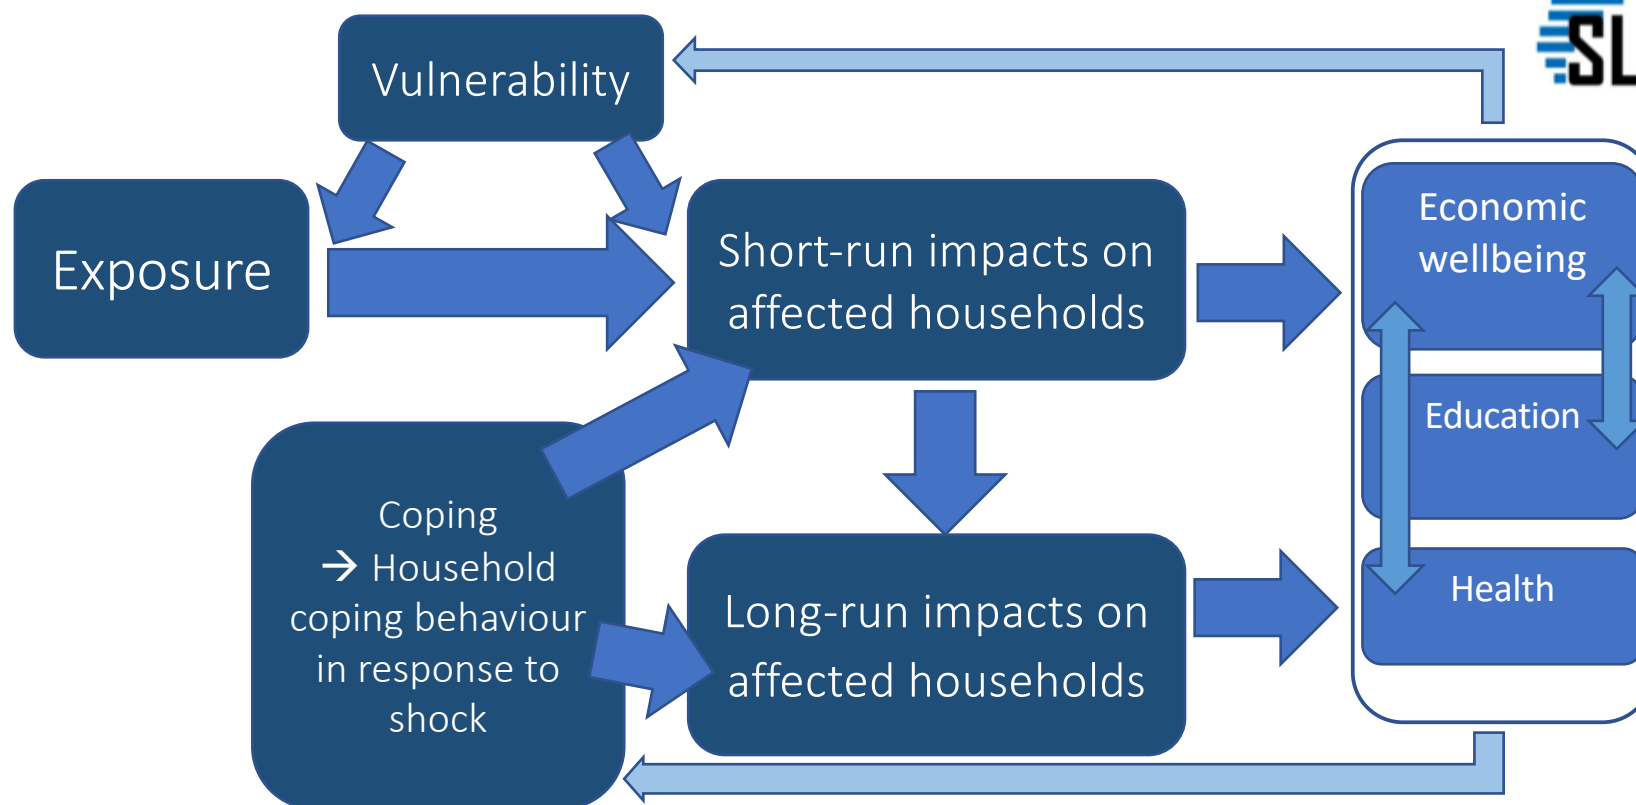 Vulnerability
SL
Exposure
Short-run impacts on
affected households
Economic
wellbeing
Education
Coping
→ Household
coping behaviour
in response to
shock
Long-run impacts on
affected households
Health